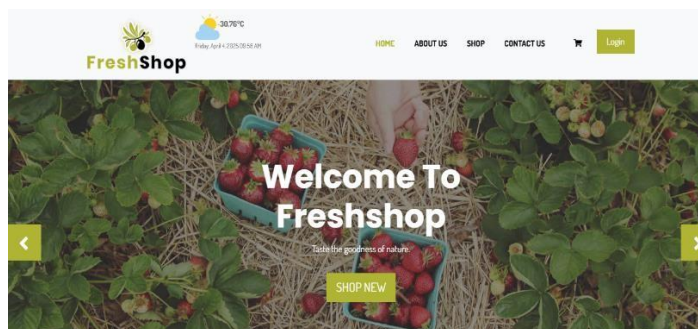 30.76°C
Friday, April 4, 2025 09:58 AM
FreshShop
HOME ABOUT US SHOP CONTACT US Login
Welcome To
Freshshop
Taste the goodness of nature.
SHOP NEW